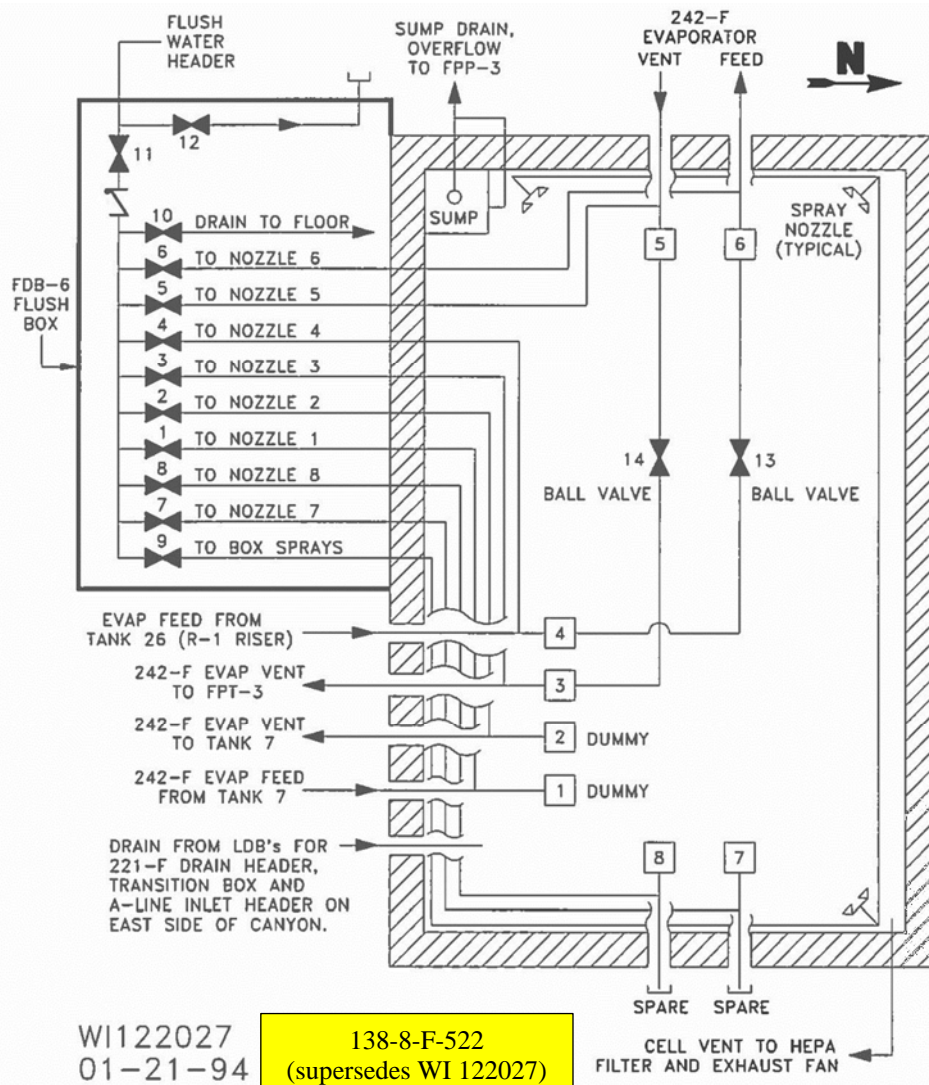 FLUSH
WATER
HEADER
SUMP DRAIN,
OVERFLOW
TO FPP-3
242-F
EVAPORATOR
VENT FEED
N
12
11
10 DRAIN TO FLOOR
SUMP
SPRAY
NOZZLE
(TYPICAL)
5
6
6 TO NOZZLE 6
5 TO NOZZLE 5
4 TO NOZZLE 4
3 TO NOZZLE 3
2 TO NOZZLE 2
1 TO NOZZLE 1
8 TO NOZZLE 8
7 TO NOZZLE 7
9 TO BOX SPRAYS
FDB-6
FLUSH
BOX
14
BALL VALVE
13
BALL VALVE
EVAP FEED FROM
TANK 26 (R-1 RISER)
4
242-F EVAP VENT
TO FPT-3
3
242-F EVAP VENT
TO TANK 7
2 DUMMY
242-F EVAP FEED
FROM TANK 7
1 DUMMY
DRAIN FROM LDB's FOR
221-F DRAIN HEADER,
TRANSITION BOX AND
A-LINE INLET HEADER ON
EAST SIDE OF CANYON.
8
7
SPARE SPARE
CELL VENT TO HEPA
FILTER AND EXHAUST FAN
WI122027
01-21-94
138-8-F-522
(supersedes WI 122027)